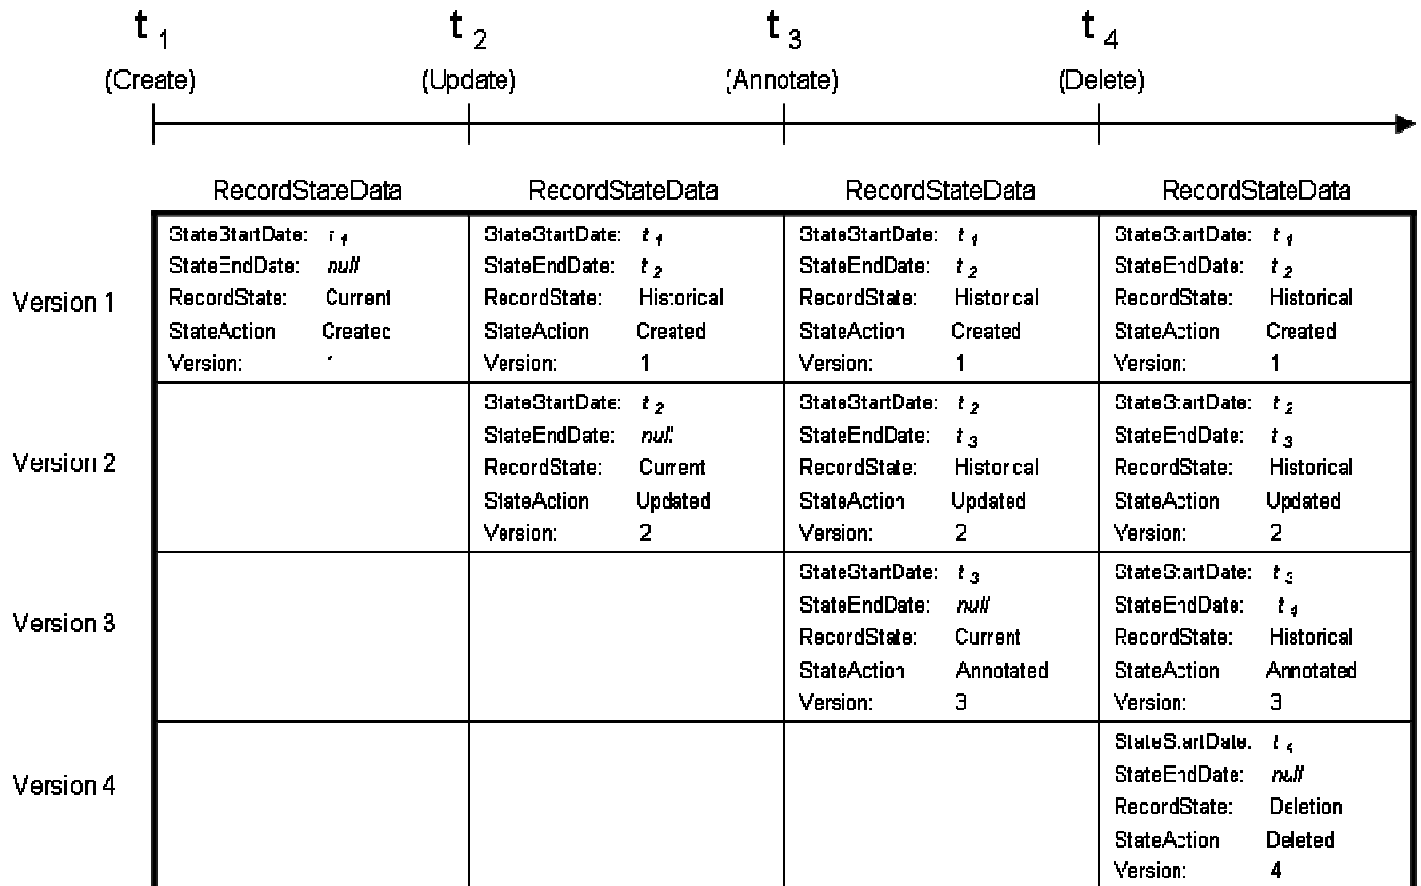 t 1 t 2 t 3 t 4
(Create) (Update) (Annotate) (Delete)
RecordStateData RecordStateData RecordStateData RecordStateData
Version 1
StateStartDate: t 1
StateEndDate: null
RecordState: Current
StateAction Created
Version: 1
StateStartDate: t 1
StateEndDate: t 2
RecordState: Historical
StateAction Created
Version: 1
StateStartDate: t 1
StateEndDate: t 2
RecordState: Historical
StateAction Created
Version: 1
StateStartDate: t 1
StateEndDate: t 2
RecordState: Historical
StateAction Created
Version: 1
Version 2
StateStartDate: t 2
StateEndDate: null
RecordState: Current
StateAction Updated
Version: 2
StateStartDate: t 2
StateEndDate: t 3
RecordState: Historical
StateAction Updated
Version: 2
StateStartDate: t 2
StateEndDate: t 3
RecordState: Historical
StateAction Updated
Version: 2
Version 3
StateStartDate: t 3
StateEndDate: null
RecordState: Current
StateAction Annotated
Version: 3
StateStartDate: t 3
StateEndDate: t 4
RecordState: Historical
StateAction Annotated
Version: 3
Version 4
StateStartDate: t 4
StateEndDate: null
RecordState: Deletion
StateAction Deleted
Version: 4